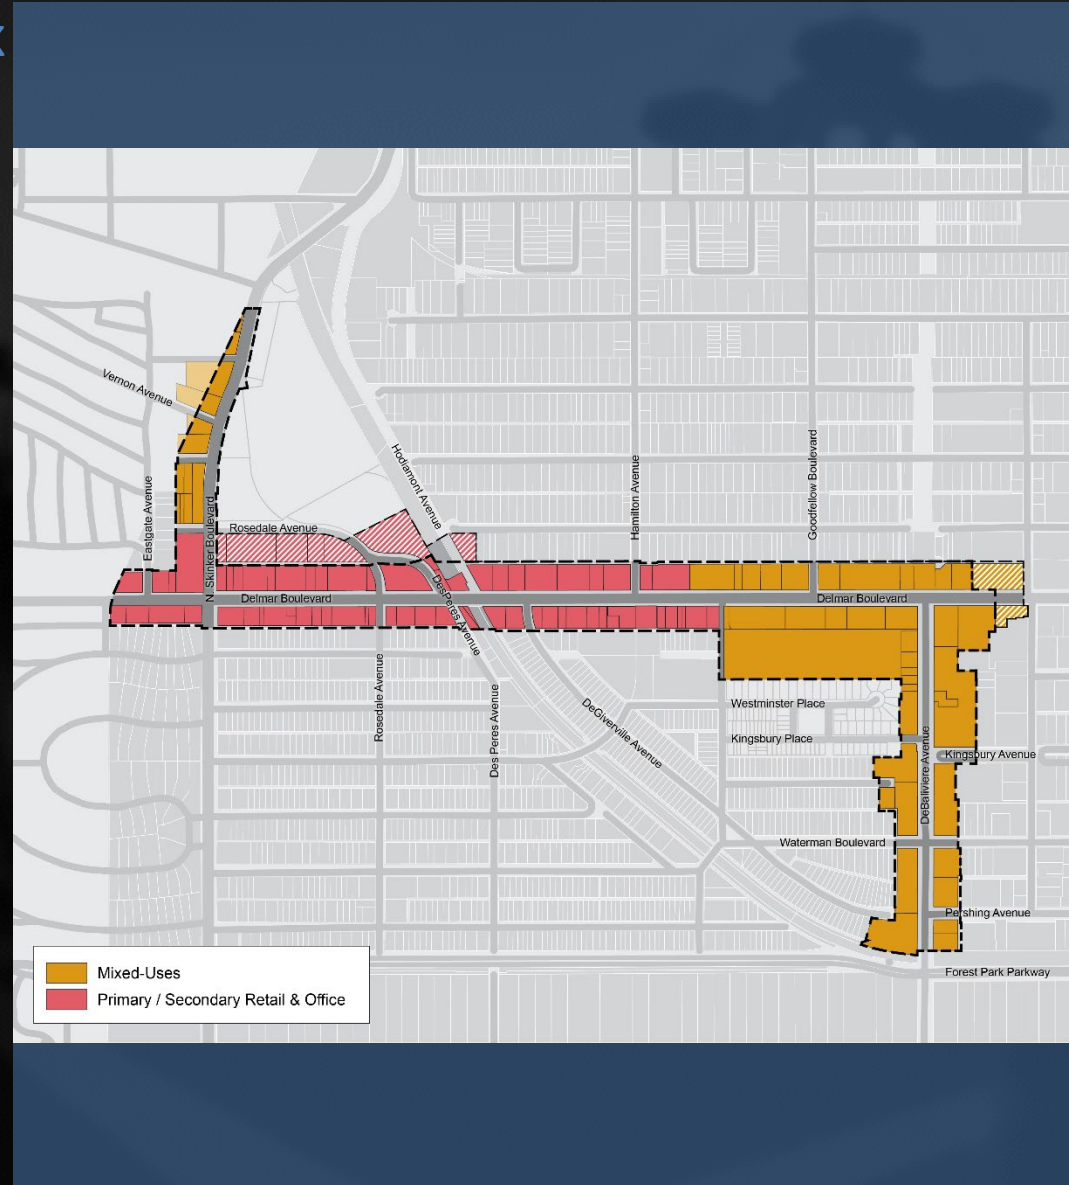 Vernon Avenue
Hodiamont Avenue
Eastgate Avenue
N. Skinker Boulevard
Rosedale Avenue
Hamilton Avenue
Goodfellow Boulevard
Delmar Boulevard
DesPeres Avenue
Delmar Boulevard
Rosedale Avenue
Des Peres Avenue
DeGiverville Avenue
Westminster Place
Kingsbury Place
DeBaliviere Avenue
Kingsbury Avenue
Waterman Boulevard
Pershing Avenue
Forest Park Parkway
Mixed-Uses
Primary / Secondary Retail & Office